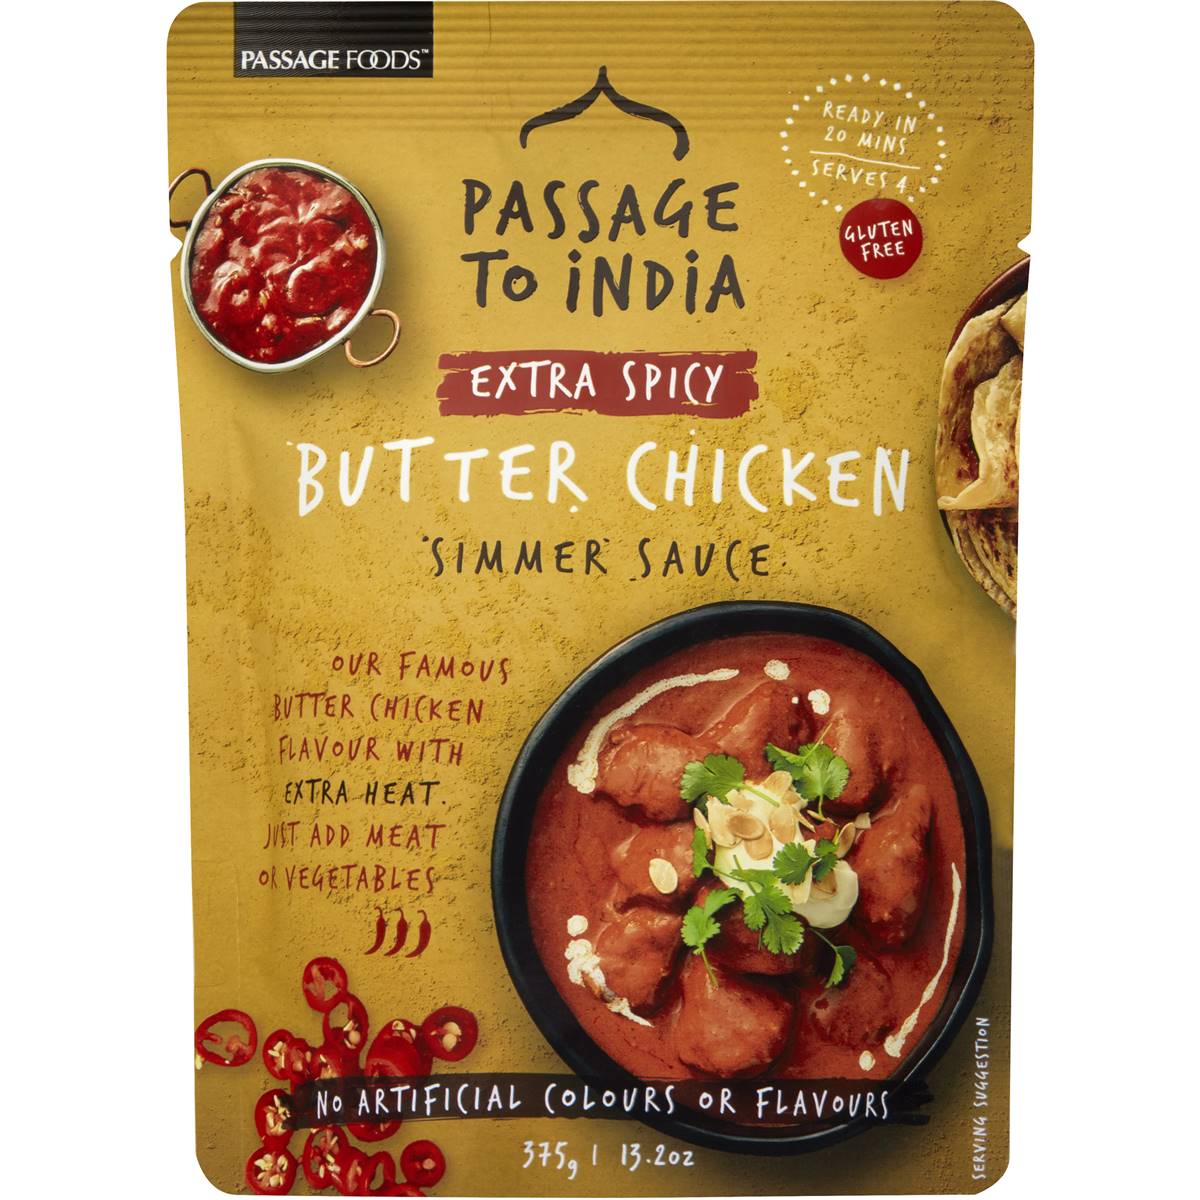 PASSAGE FOODS™
READY IN
20 MINS
SERVES 4
GLUTEN
FREE
PASSAGE
TO INDIA
EXTRA SPICY
BUTTER CHICKEN
SIMMER SAUCE
OUR FAMOUS
BUTTER CHICKEN
FLAVOUR WITH
EXTRA HEAT.
JUST ADD MEAT
OR VEGETABLES
NO ARTIFICIAL COLOURS OR FLAVOURS
375g | 13.2oz
SERVING SUGGESTION